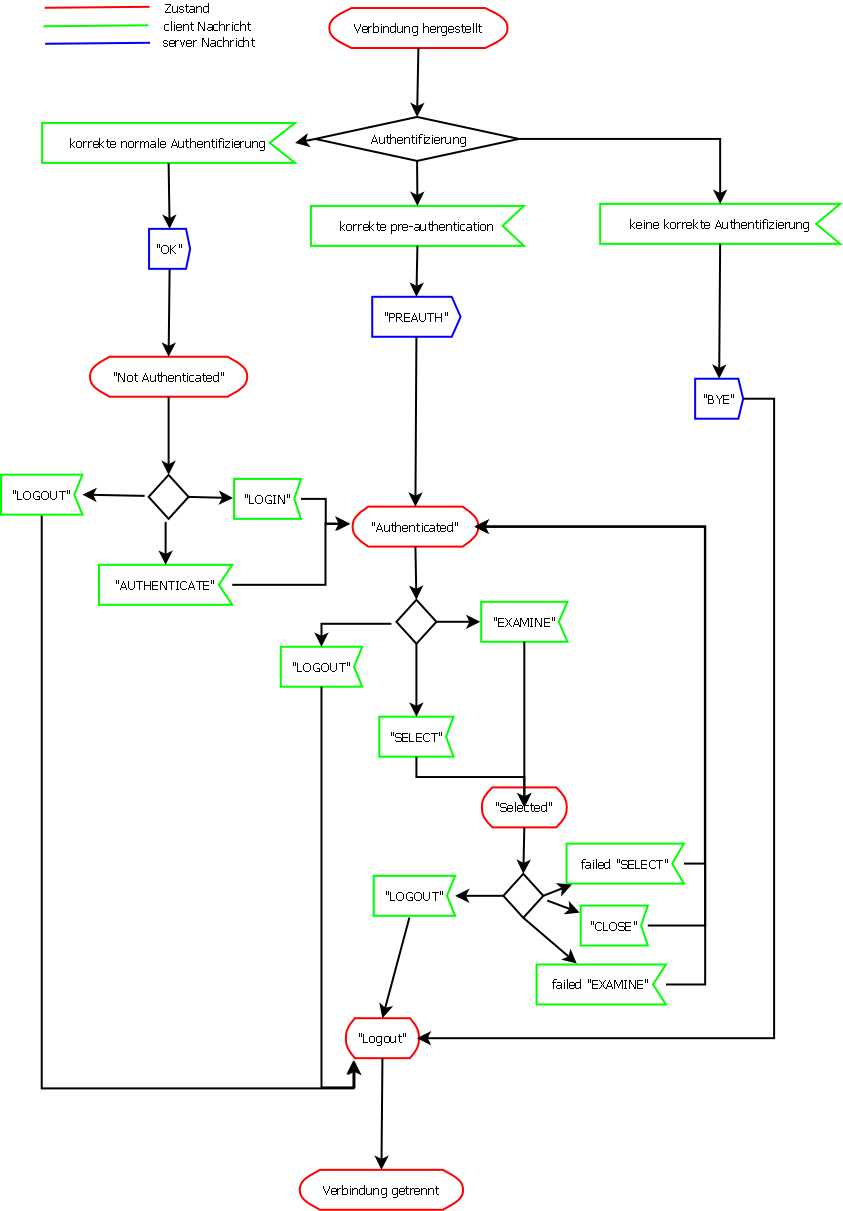 Zustand
client Nachricht
server Nachricht
Verbindung hergestellt
Authentifizierung
korrekte normale Authentifizierung
korrekte pre-authentication
keine korrekte Authentifizierung
"OK"
"PREAUTH"
"Not Authenticated"
"BYE"
"LOGOUT"
"LOGIN"
"Authenticated"
"AUTHENTICATE"
"EXAMINE"
"LOGOUT"
"SELECT"
"Selected"
failed "SELECT"
"LOGOUT"
"CLOSE"
failed "EXAMINE"
"Logout"
Verbindung getrennt